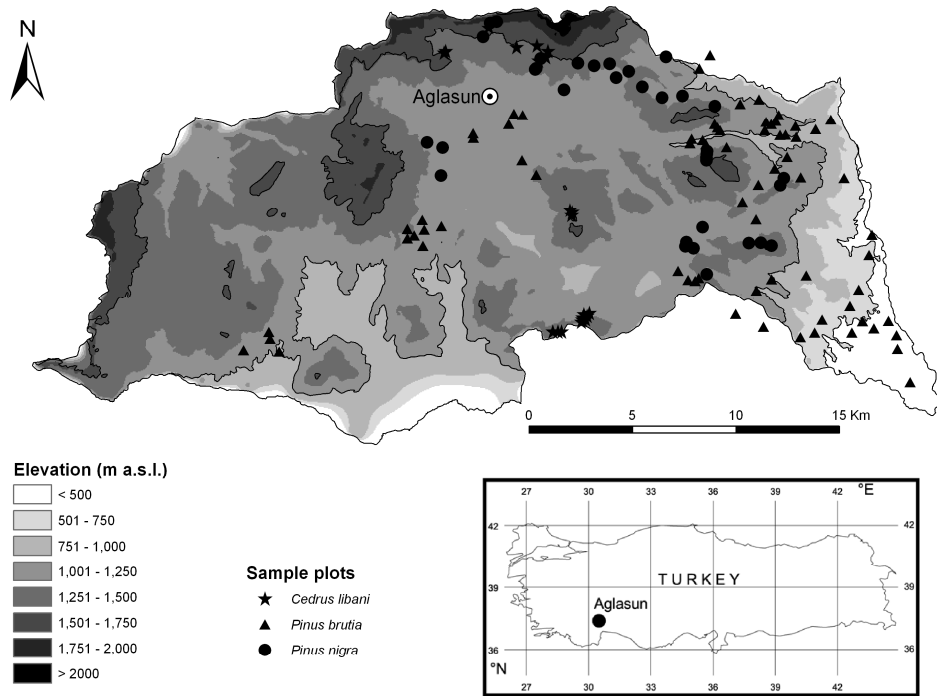 N
Aglasun
0 5 10 15 Km
Elevation (m a.s.l.)
< 500
501 - 750
751 - 1,000
1,001 - 1,250
1,251 - 1,500
1,501 - 1,750
1.751 - 2.000
> 2000
Sample plots
Cedrus libani
Pinus brutia
Pinus nigra
27 30 33 36 39 42 °E
42 42
39 39
36 36
TURKEY
Aglasun
°N
27 30 33 36 39 42